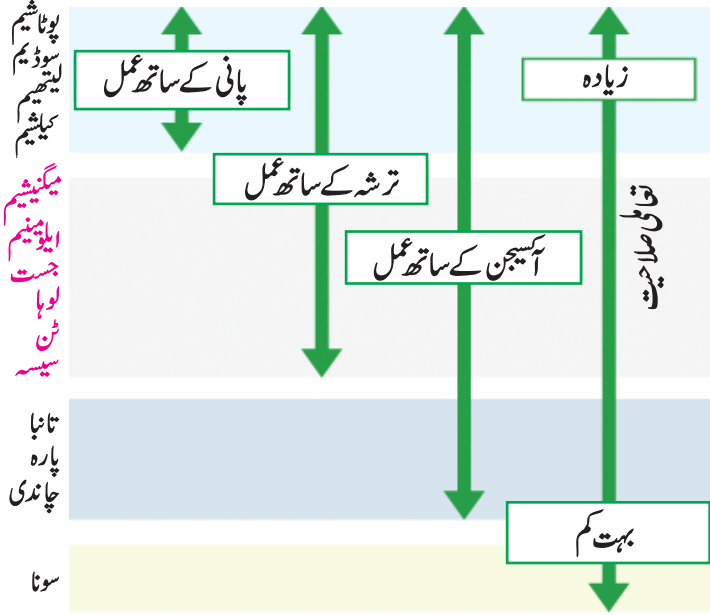 پوٹاشیم
سوڈیم
لیتھیم
کیلشیم
میگنیشیم
ایلومینیم
جست
لوہا
ٹن
سیسہ
تانبا
پارہ
چاندی
سونا
پانی کے ساتھ عمل
ترشہ کے ساتھ عمل
آکسیجن کے ساتھ عمل
زیادہ
تعاملی صلاحیت
بہت کم